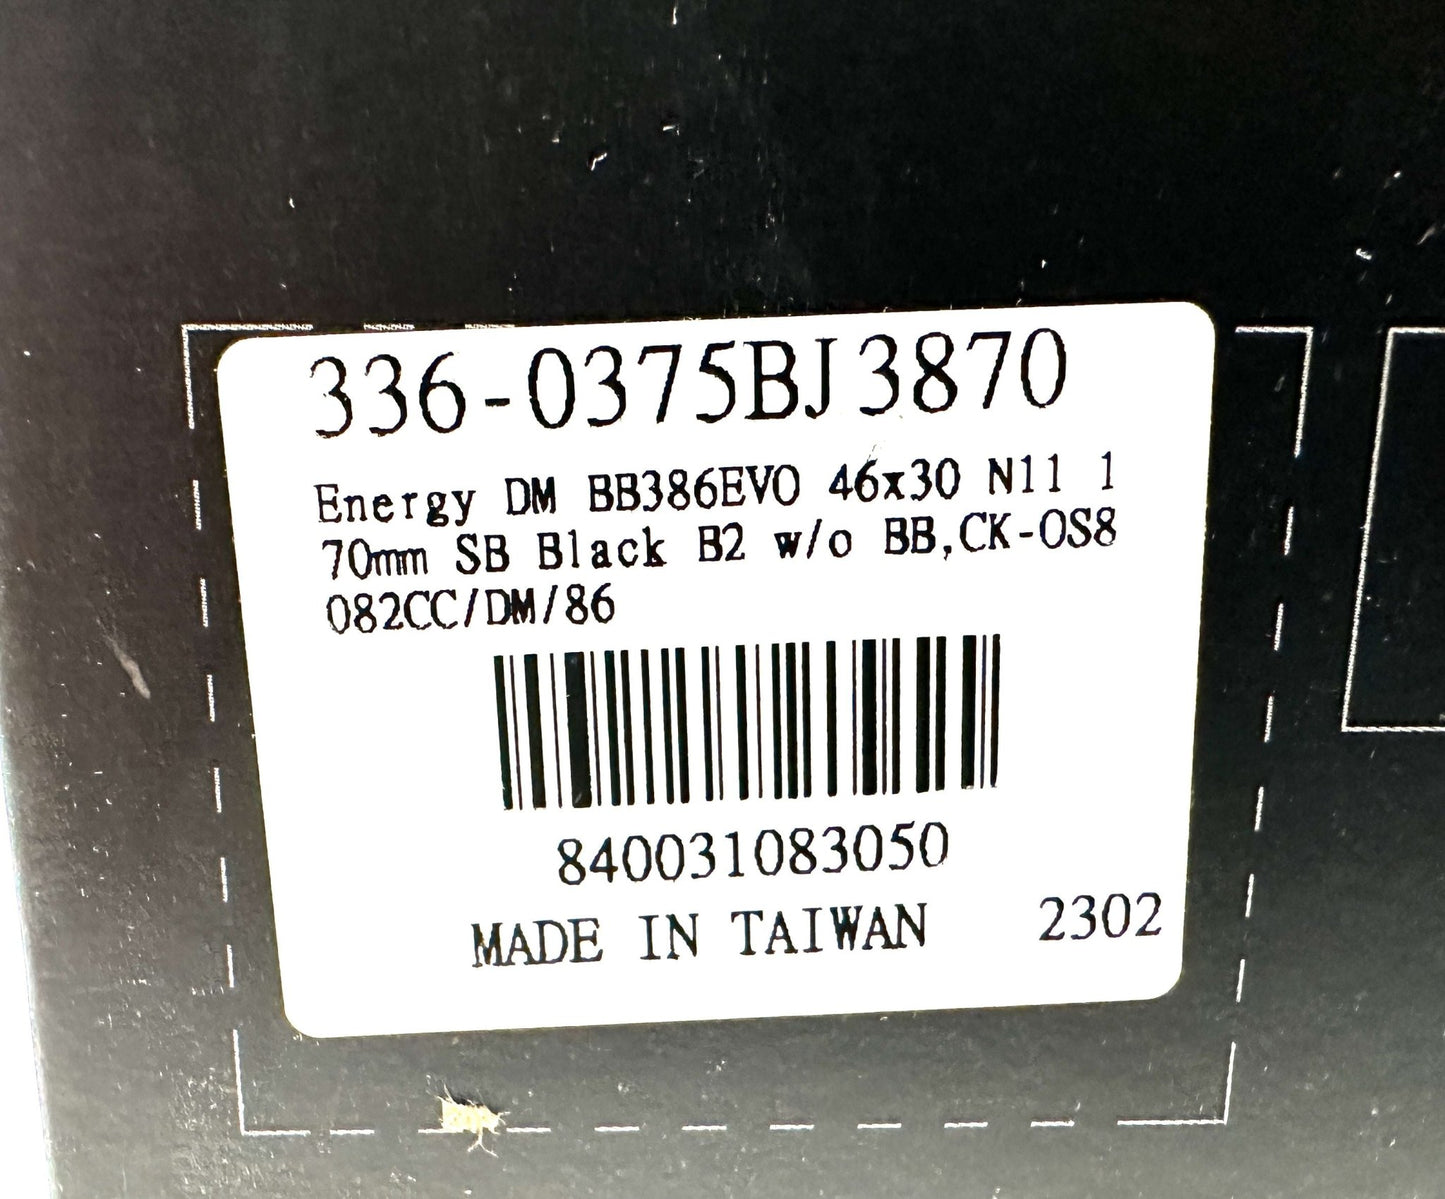 336-0375BJ3870
Energy DM BB386EVO 46x30 N11 1
70mm SB Black B2 w/o BB,CK-OS8
082CC/DM/86
840031083050
MADE IN TAIWAN 2302